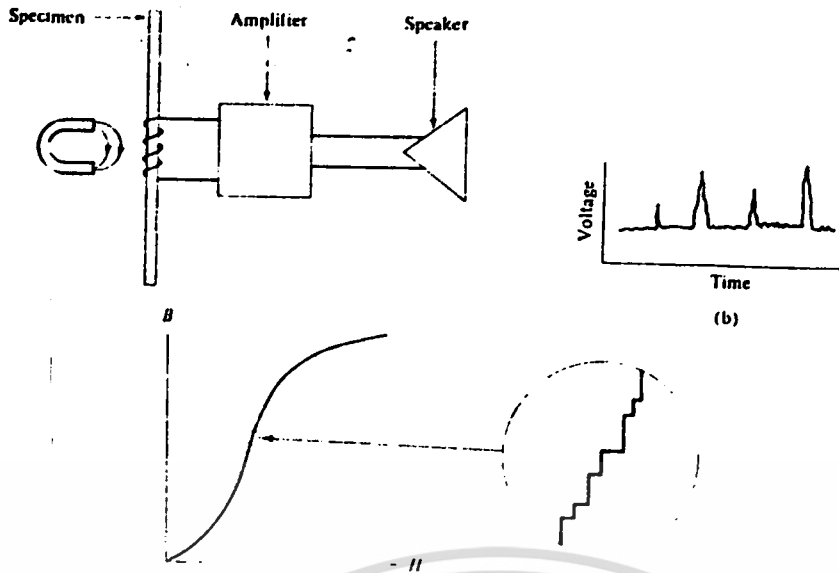 Specimen
Amplifier
Speaker
Voltage
Time
(b)
B
H